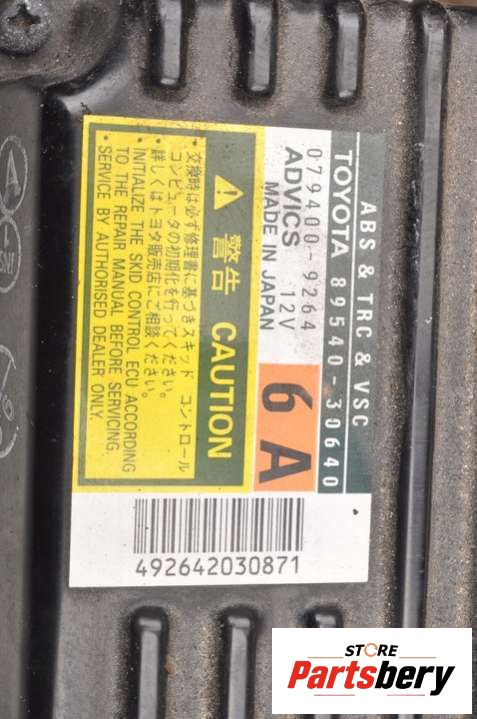 ABS & TRC & VSC
TOYOTA 89540-30640
079400-9264
ADVICS 12V
MADE IN JAPAN
6A
警告 CAUTION
・交換時は必ず修理書に基づきスキッド コントロール
コンピュータの初期化を行ってください。
・詳しくはトヨタ販売店にご相談ください。
・INITIALIZE THE SKID CONTROL ECU ACCORDING
TO THE REPAIR MANUAL BEFORE SERVICING.
・SERVICE BY AUTHORISED DEALER ONLY.
492642030871
STORE
Partsbery